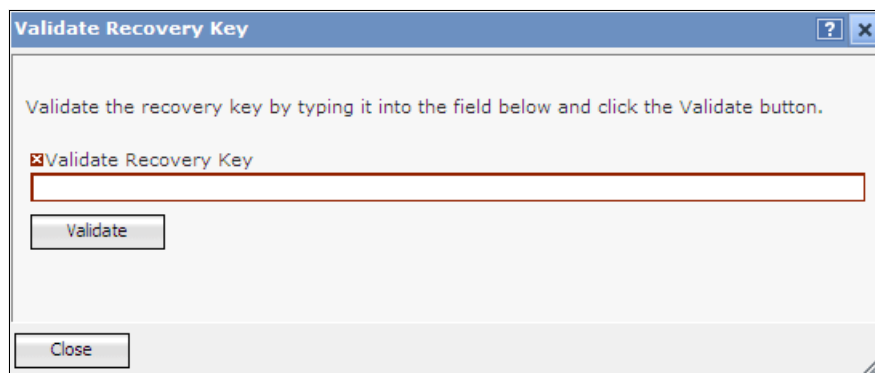 Validate Recovery Key
?
Validate the recovery key by typing it into the field below and click the Validate button.
Validate Recovery Key
Validate
Close